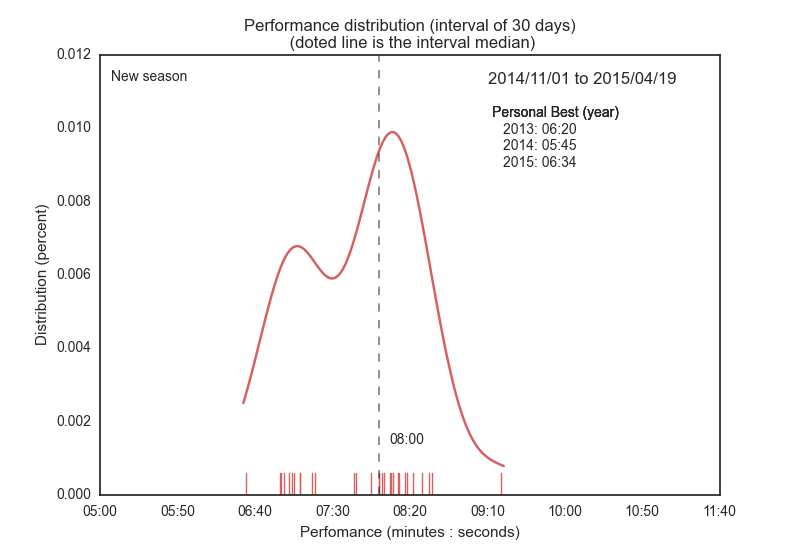 Performance distribution (interval of 30 days)
(doted line is the interval median)
0.012
New season
2014/11/01 to 2015/04/19
Personal Best (year)
2013: 06:20
2014: 05:45
2015: 06:34
0.010
0.008
0.006
0.004
0.002
0.000
Distribution (percent)
08:00
05:00 05:50 06:40 07:30 08:20 09:10 10:00 10:50 11:40
Perfomance (minutes : seconds)